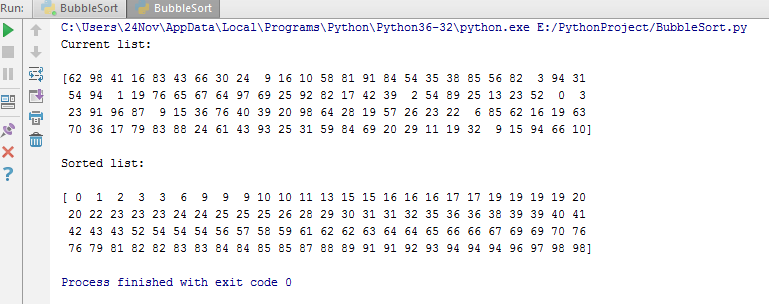 Run: BubbleSort BubbleSort
C:\Users\24Nov\AppData\Local\Programs\Python\Python36-32\python.exe E:/PythonProject/BubbleSort.py
Current list:
[62 98 41 16 83 43 66 30 24  9 16 10 58 81 91 84 54 35 38 85 56 82  3 94 31
 54 94  1 19 76 65 67 64 97 69 25 92 82 17 42 39  2 54 89 25 13 23 52  0  3
 23 91 96 87  9 15 36 76 40 39 20 98 64 28 19 57 26 23 22  6 85 62 16 19 63
 70 36 17 79 83 88 24 61 43 93 25 31 59 84 69 20 29 11 19 32  9 15 94 66 10]
Sorted list:
[ 0  1  2  3  3  6  9  9  9 10 10 11 13 15 15 16 16 16 17 17 19 19 19 19 20
 20 22 23 23 23 24 24 25 25 25 26 28 29 30 31 31 32 35 36 36 38 39 39 40 41
 42 43 43 52 54 54 54 56 57 58 59 61 62 62 63 64 64 65 66 66 67 69 69 70 76
 76 79 81 82 82 83 83 84 84 85 85 87 88 89 91 91 92 93 94 94 94 96 97 98 98]
Process finished with exit code 0